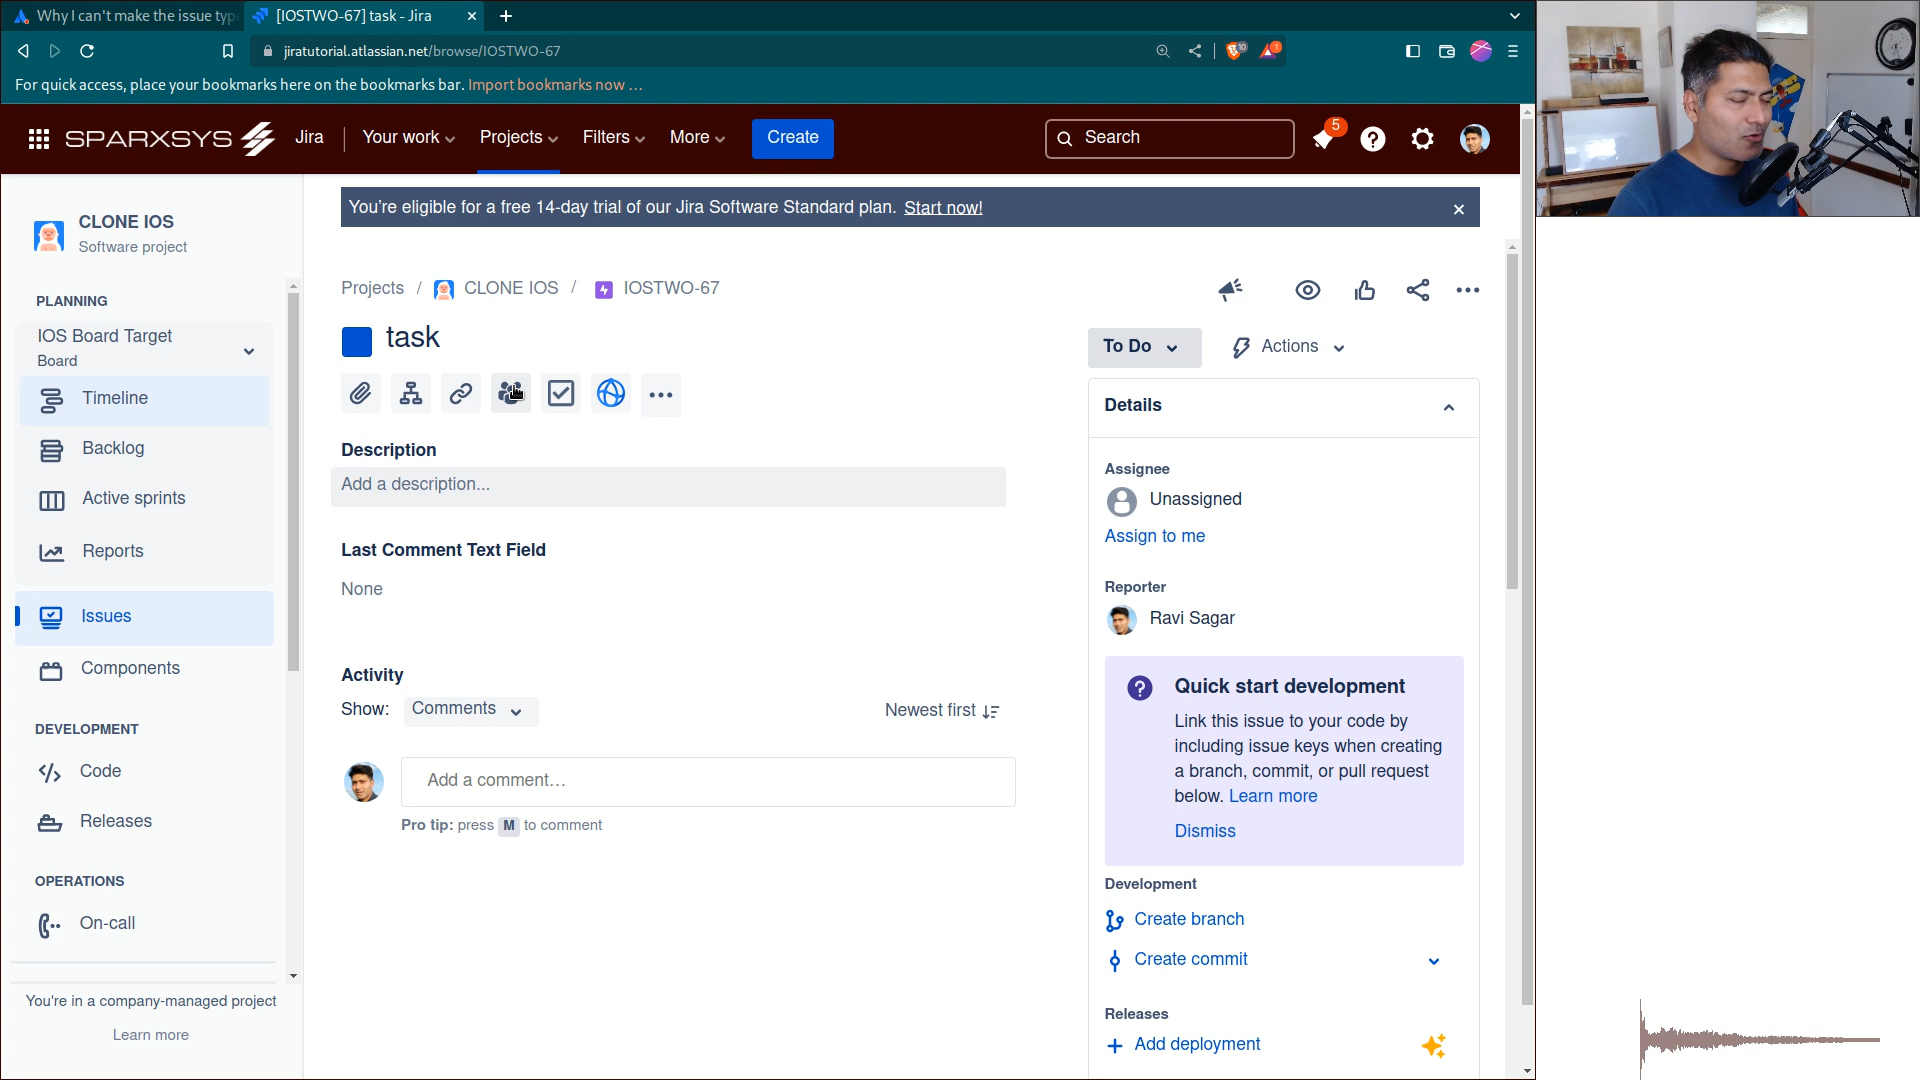 Why I can't make the issue typ
[IOSTWO-67] task - Jira
jiratutorial.atlassian.net/browse/IOSTWO-67
10
1
For quick access, place your bookmarks here on the bookmarks bar. Import bookmarks now ...
SPARXSYS
Jira
Your work
Projects
Filters
More
Create
Search
5
CLONE IOS
Software project
PLANNING
IOS Board Target
Board
Timeline
Backlog
Active sprints
Reports
Issues
Components
DEVELOPMENT
Code
Releases
OPERATIONS
On-call
You're in a company-managed project
Learn more
You're eligible for a free 14-day trial of our Jira Software Standard plan. Start now!
Projects / CLONE IOS / IOSTWO-67
task
Description
Add a description...
Last Comment Text Field
None
Activity
Show: Comments
Newest first
Add a comment…
Pro tip: press M to comment
To Do
Actions
Details
Assignee
Unassigned
Assign to me
Reporter
Ravi Sagar
Quick start development
Link this issue to your code by
including issue keys when creating
a branch, commit, or pull request
below. Learn more
Dismiss
Development
Create branch
Create commit
Releases
Add deployment